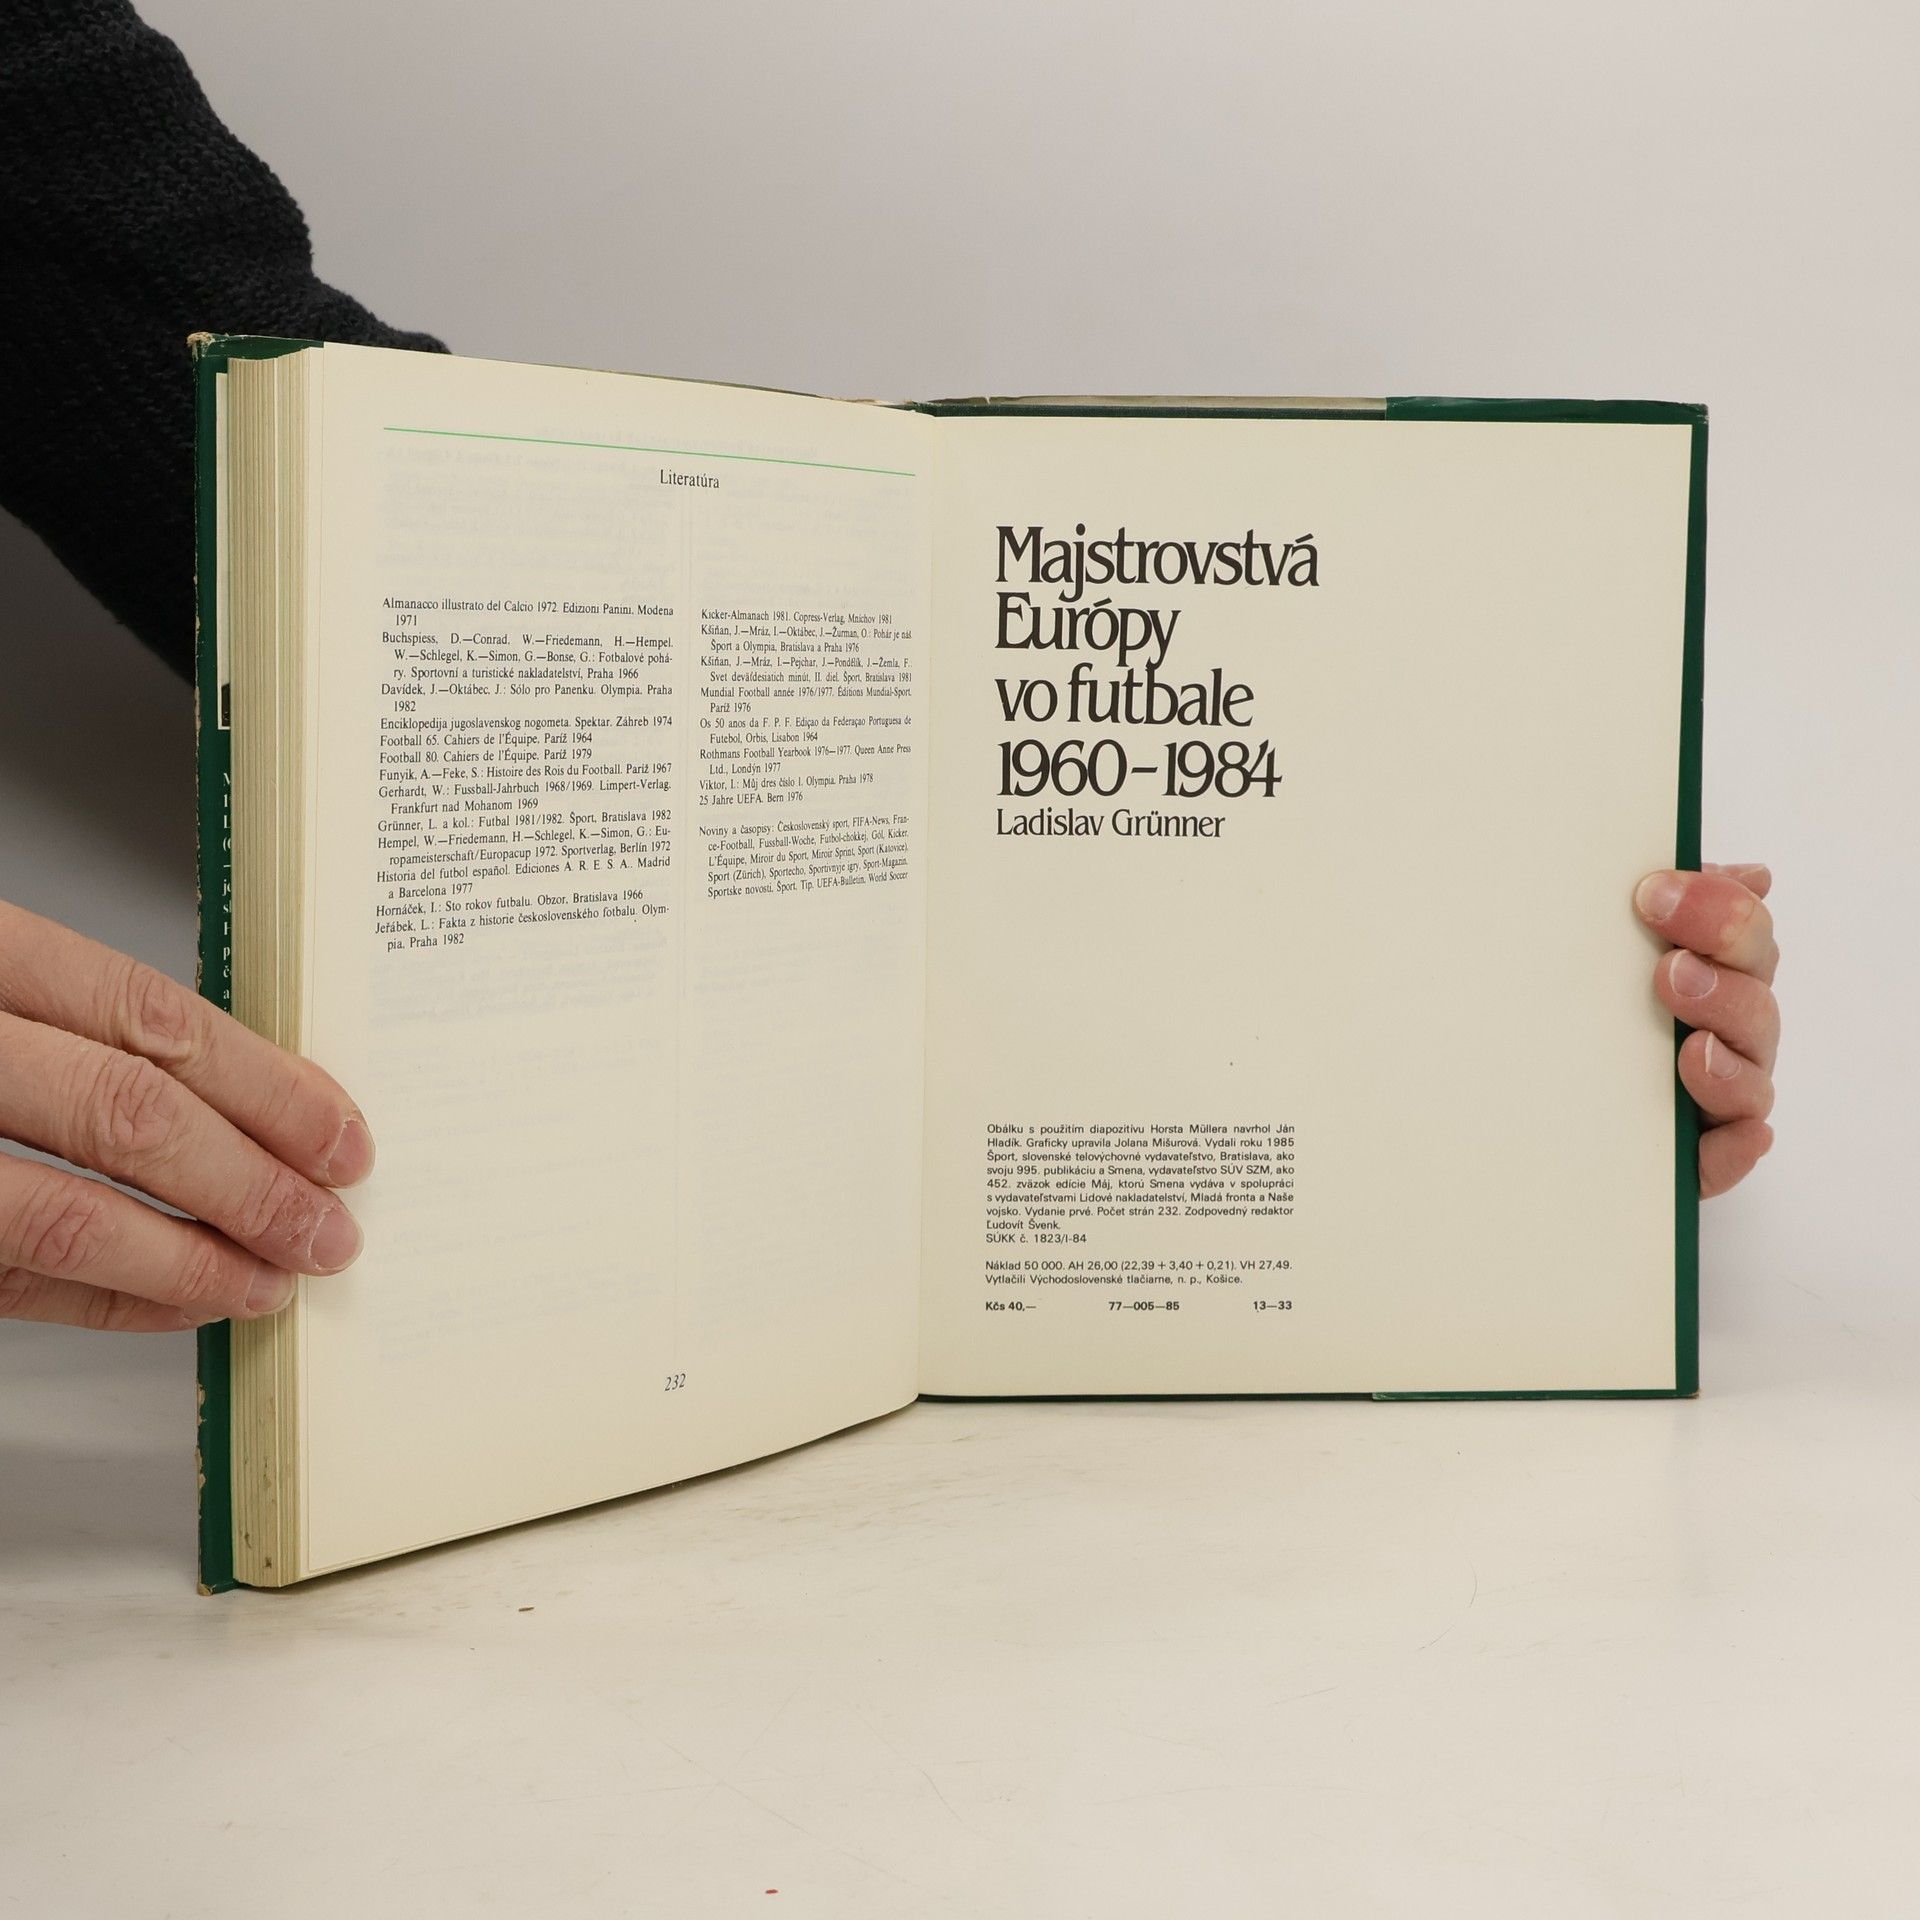 Literatúra
Almanacco illustrato del Calcio 1972. Edizioni Panini, Modena
1971
Buchspiess, D.—Conrad, W.—Friedemann, H.—Hempel,
W.—Schlegel, K.—Simon, G.—Bonse, G.: Fotbalové pohá-
ry. Sportovní a turistické nakladatelství, Praha 1966
Davídek, J.—Oktábec, J.: Sólo pro Panenku. Olympia, Praha
1982
Enciklopedija jugoslavenskog nogometa. Spektar, Záhreb 1974
Football 65. Cahiers de l'Équipe, Paríž 1964
Football 80. Cahiers de l'Équipe, Paríž 1979
Funyik, A.—Feke, S.: Histoire des Rois du Football. Paríž 1967
Gerhardt, W.: Fussball-Jahrbuch 1968/1969. Limpert-Verlag,
Frankfurt nad Mohanom 1969
Grünner, L. a kol.: Futbal 1981/1982. Šport, Bratislava 1982
Hempel, W.—Friedemann, H.—Schlegel, K.—Simon, G.: Eu-
ropameisterschaft/Europacup 1972. Sportverlag, Berlín 1972
Historia del futbol español. Ediciones A. R. E. S. A., Madrid
a Barcelona 1977
Hornáček, I.: Sto rokov futbalu. Obzor, Bratislava 1966
Jeřábek, L.: Fakta z historie československého fotbalu. Olym-
pia, Praha 1982
Kicker-Almanach 1981. Copress-Verlag, Mníchov 1981
Kšiňan, J.—Mráz, I.—Oktábec, J.—Žurman, O.: Pohár je náš.
Šport a Olympia, Bratislava a Praha 1976
Kšiňan, J.—Mráz, I.—Pejchar, J.—Pondělík, J.—Žemla, F.:
Svet deväťdesiatich minút, II. diel. Šport, Bratislava 1981
Mundial Football année 1976/1977. Éditions Mundial-Sport,
Paríž 1976
Os 50 anos da F. P. F. Ediçao da Federaçao Portuguesa de
Futebol, Orbis, Lisabon 1964
Rothmans Football Yearbook 1976—1977. Queen Anne Press
Ltd., Londýn 1977
Viktor, I.: Můj dres číslo 1. Olympia, Praha 1978
25 Jahre UEFA. Bern 1976
Noviny a časopisy: Československý sport, FIFA-News, Fran-
ce-Football, Fussball-Woche, Futbol-chokkej, Gól, Kicker,
L'Équipe, Miroir du Sport, Miroir Sprint, Sport (Katovice),
Sport (Zürich), Sportecho, Sportivnyje igry, Sport-Magazin,
Sportske novosti, Šport, Tip, UEFA-Bulletin, World Soccer
232
Majstrovstvá
Európy
vo futbale
1960–1984
Ladislav Grünner
Obálku s použitím diapozitívu Horsta Müllera navrhol Ján
Hladík. Graficky upravila Jolana Mišurová. Vydali roku 1985
Šport, slovenské telovýchovné vydavateľstvo, Bratislava, ako
svoju 995. publikáciu a Smena, vydavateľstvo SÚV SZM, ako
452. zväzok edície Máj, ktorú Smena vydáva v spolupráci
s vydavateľstvami Lidové nakladatelství, Mladá fronta a Naše
vojsko. Vydanie prvé. Počet strán 232. Zodpovedný redaktor
Ľudovít Švenk.
SÚKK č. 1823/I-84
Náklad 50 000. AH 26,00 (22,39 + 3,40 + 0,21). VH 27,49.
Vytlačili Východoslovenské tlačiarne, n. p., Košice.
Kčs 40,— 77—005—85 13—33